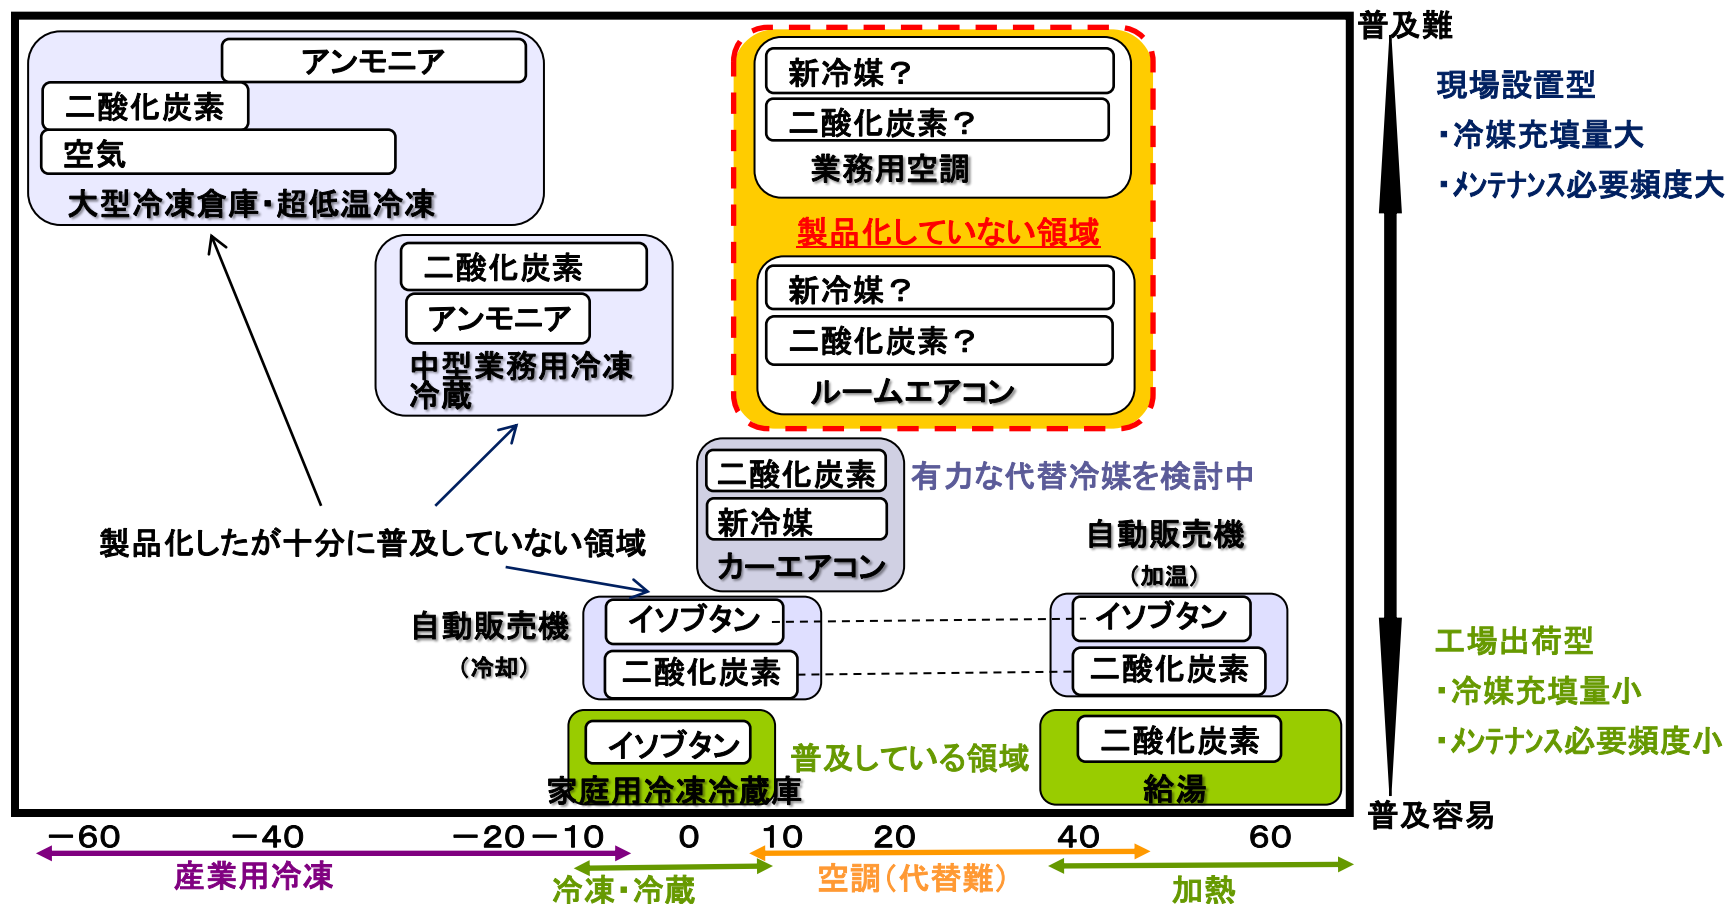 普及難
アンモニア
二酸化炭素
空気
大型冷凍倉庫・超低温冷凍
新冷媒？
二酸化炭素？
業務用空調
製品化していない領域
新冷媒？
二酸化炭素？
ルームエアコン
現場設置型
・冷媒充填量大
・ﾒﾝﾃﾅﾝｽ必要頻度大
二酸化炭素
アンモニア
中型業務用冷凍
冷蔵
二酸化炭素
新冷媒
カーエアコン
有力な代替冷媒を検討中
製品化したが十分に普及していない領域
自動販売機
（加温）
自動販売機
（冷却）
イソブタン
二酸化炭素
イソブタン
二酸化炭素
工場出荷型
・冷媒充填量小
・ﾒﾝﾃﾅﾝｽ必要頻度小
イソブタン
家庭用冷凍冷蔵庫
普及している領域
二酸化炭素
給湯
普及容易
－60 －40 －20 －10 0 10 20 40 60
産業用冷凍
冷凍・冷蔵
空調（代替難）
加熱